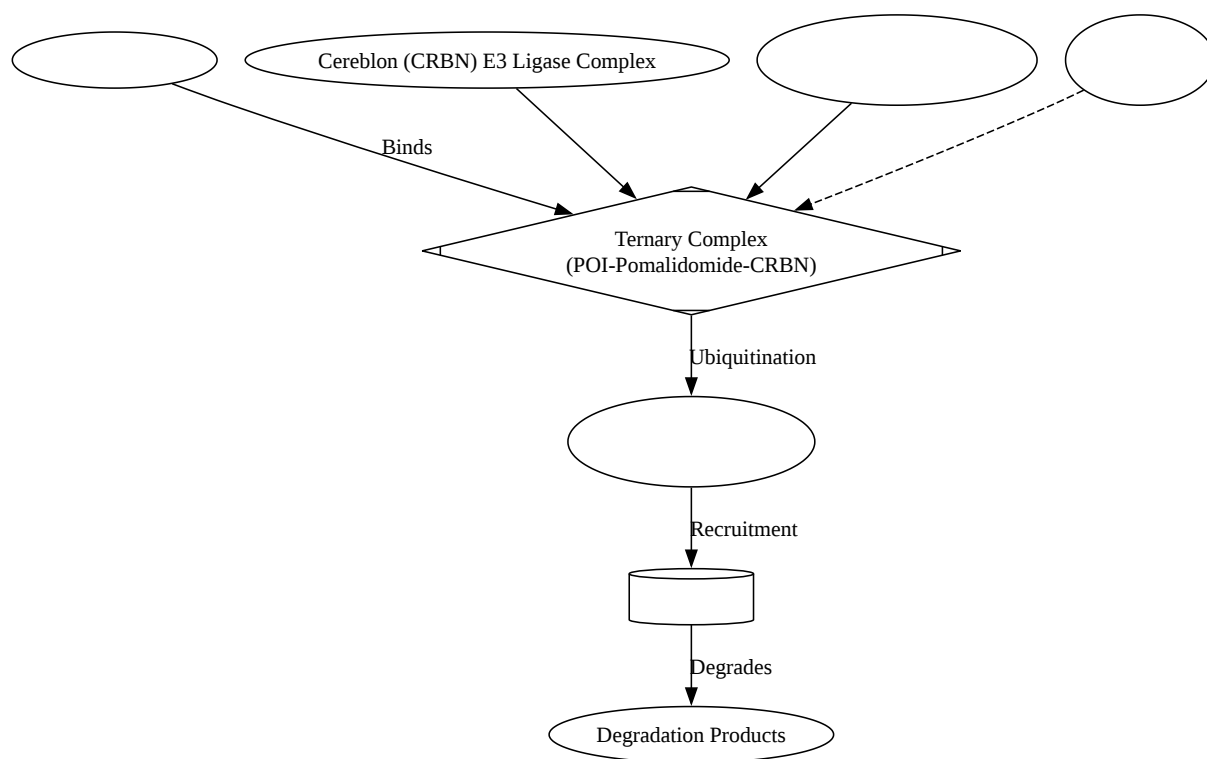 Cereblon (CRBN) E3 Ligase Complex
Binds
Ternary Complex
(POI-Pomalidomide-CRBN)
Ubiquitination
Recruitment
Degrades
Degradation Products